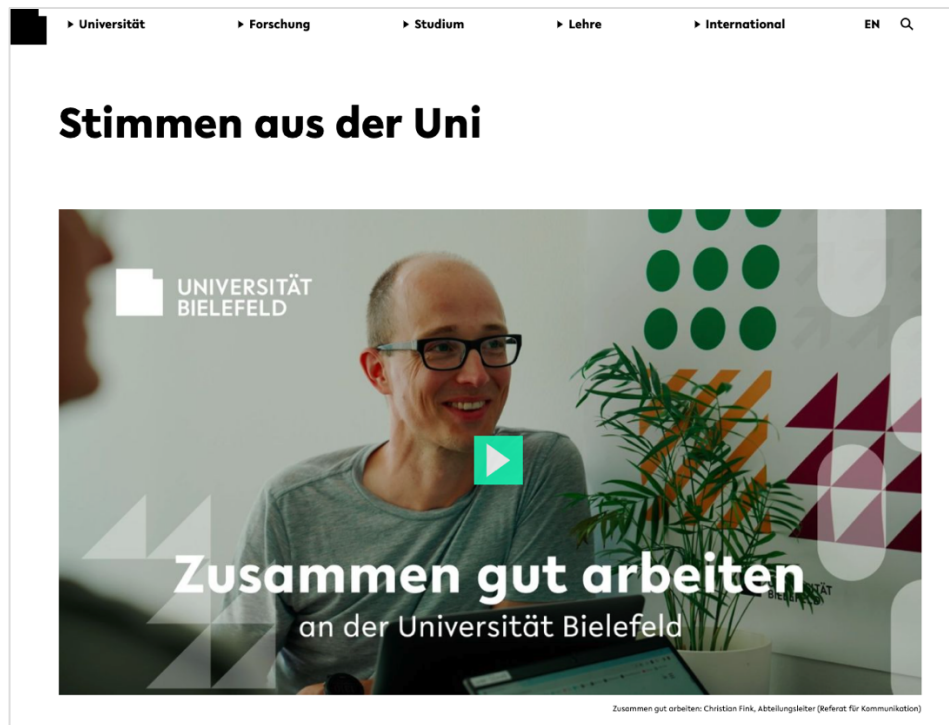 Universität
Forschung
Studium
Lehre
International
EN
Stimmen aus der Uni
UNIVERSITÄT
BIELEFELD
Zusammen gut arbeiten
an der Universität Bielefeld
Zusammen gut arbeiten: Christian Fink, Abteilungsleiter (Referat für Kommunikation)